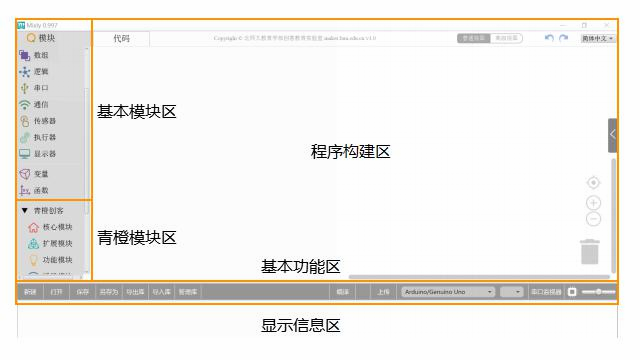 Mixly 0.997
模块
代码
Copyright © 北师大教育学部创客教育实验室 maker.bnu.edu.cn v1.0
普通视图 高级视图
简体中文
数组
逻辑
串口
通信
传感器
执行器
显示器
变量
函数
青橙创客
核心模块
扩展模块
功能模块
基本模块区
程序构建区
青橙模块区
基本功能区
新建 打开 保存 另存为 导出库 导入库 管理库 编译 上传 Arduino/Genuino Uno 串口监视器
显示信息区